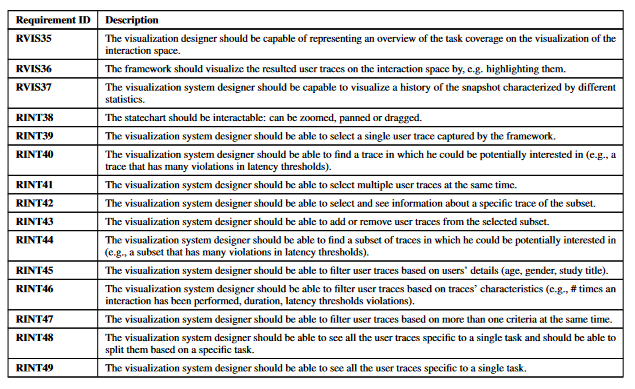 Requirement ID Description
RVIS35 The visualization designer should be capable of representing an overview of the task coverage on the visualization of the
interaction space.
RVIS36 The framework should visualize the resulted user traces on the interaction space by, e.g. highlighting them.
RVIS37 The visualization system designer should be capable to visualize a history of the snapshot characterized by different
statistics.
RINT38 The statechart should be interactable: can be zoomed, panned or dragged.
RINT39 The visualization system designer should be able to select a single user trace captured by the framework.
RINT40 The visualization system designer should be able to find a trace in which he could be potentially interested in (e.g., a
trace that has many violations in latency thresholds).
RINT41 The visualization system designer should be able to select multiple user traces at the same time.
RINT42 The visualization system designer should be able to select and see information about a specific trace of the subset.
RINT43 The visualization system designer should be able to add or remove user traces from the selected subset.
RINT44 The visualization system designer should be able to find a subset of traces in which he could be potentially interested in
(e.g., a subset that has many violations in latency thresholds).
RINT45 The visualization system designer should be able to filter user traces based on users' details (age, gender, study title).
RINT46 The visualization system designer should be able to filter user traces based on traces' characteristics (e.g., # times an
interaction has been performed, duration, latency thresholds violations).
RINT47 The visualization system designer should be able to filter user traces based on more than one criteria at the same time.
RINT48 The visualization system designer should be able to see all the user traces specific to a single task and should be able to
split them based on a specific task.
RINT49 The visualization system designer should be able to see all the user traces specific to a single task.